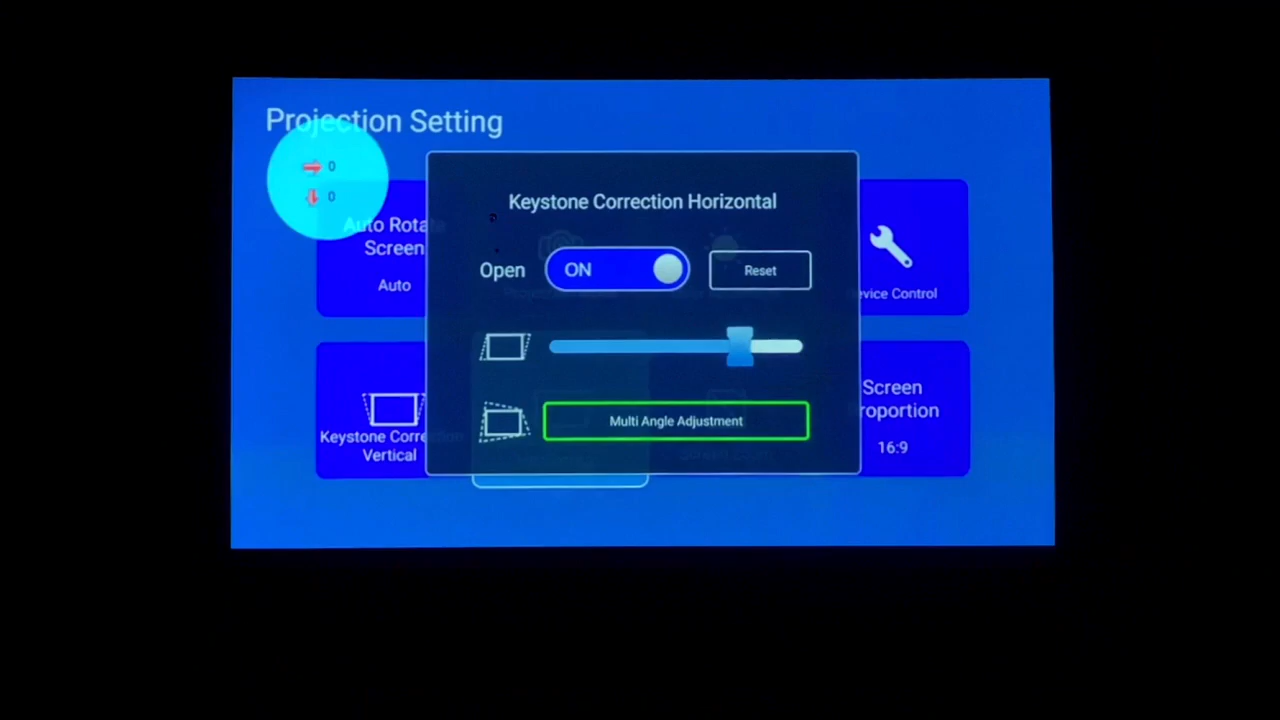 Projection Setting
0
0
Auto Rota
Screen
Auto
Keystone Correction Horizontal
Open
ON
Reset
evice Control
Keystone Correction
Vertical
Multi Angle Adjustment
Screen
roportion
16:9